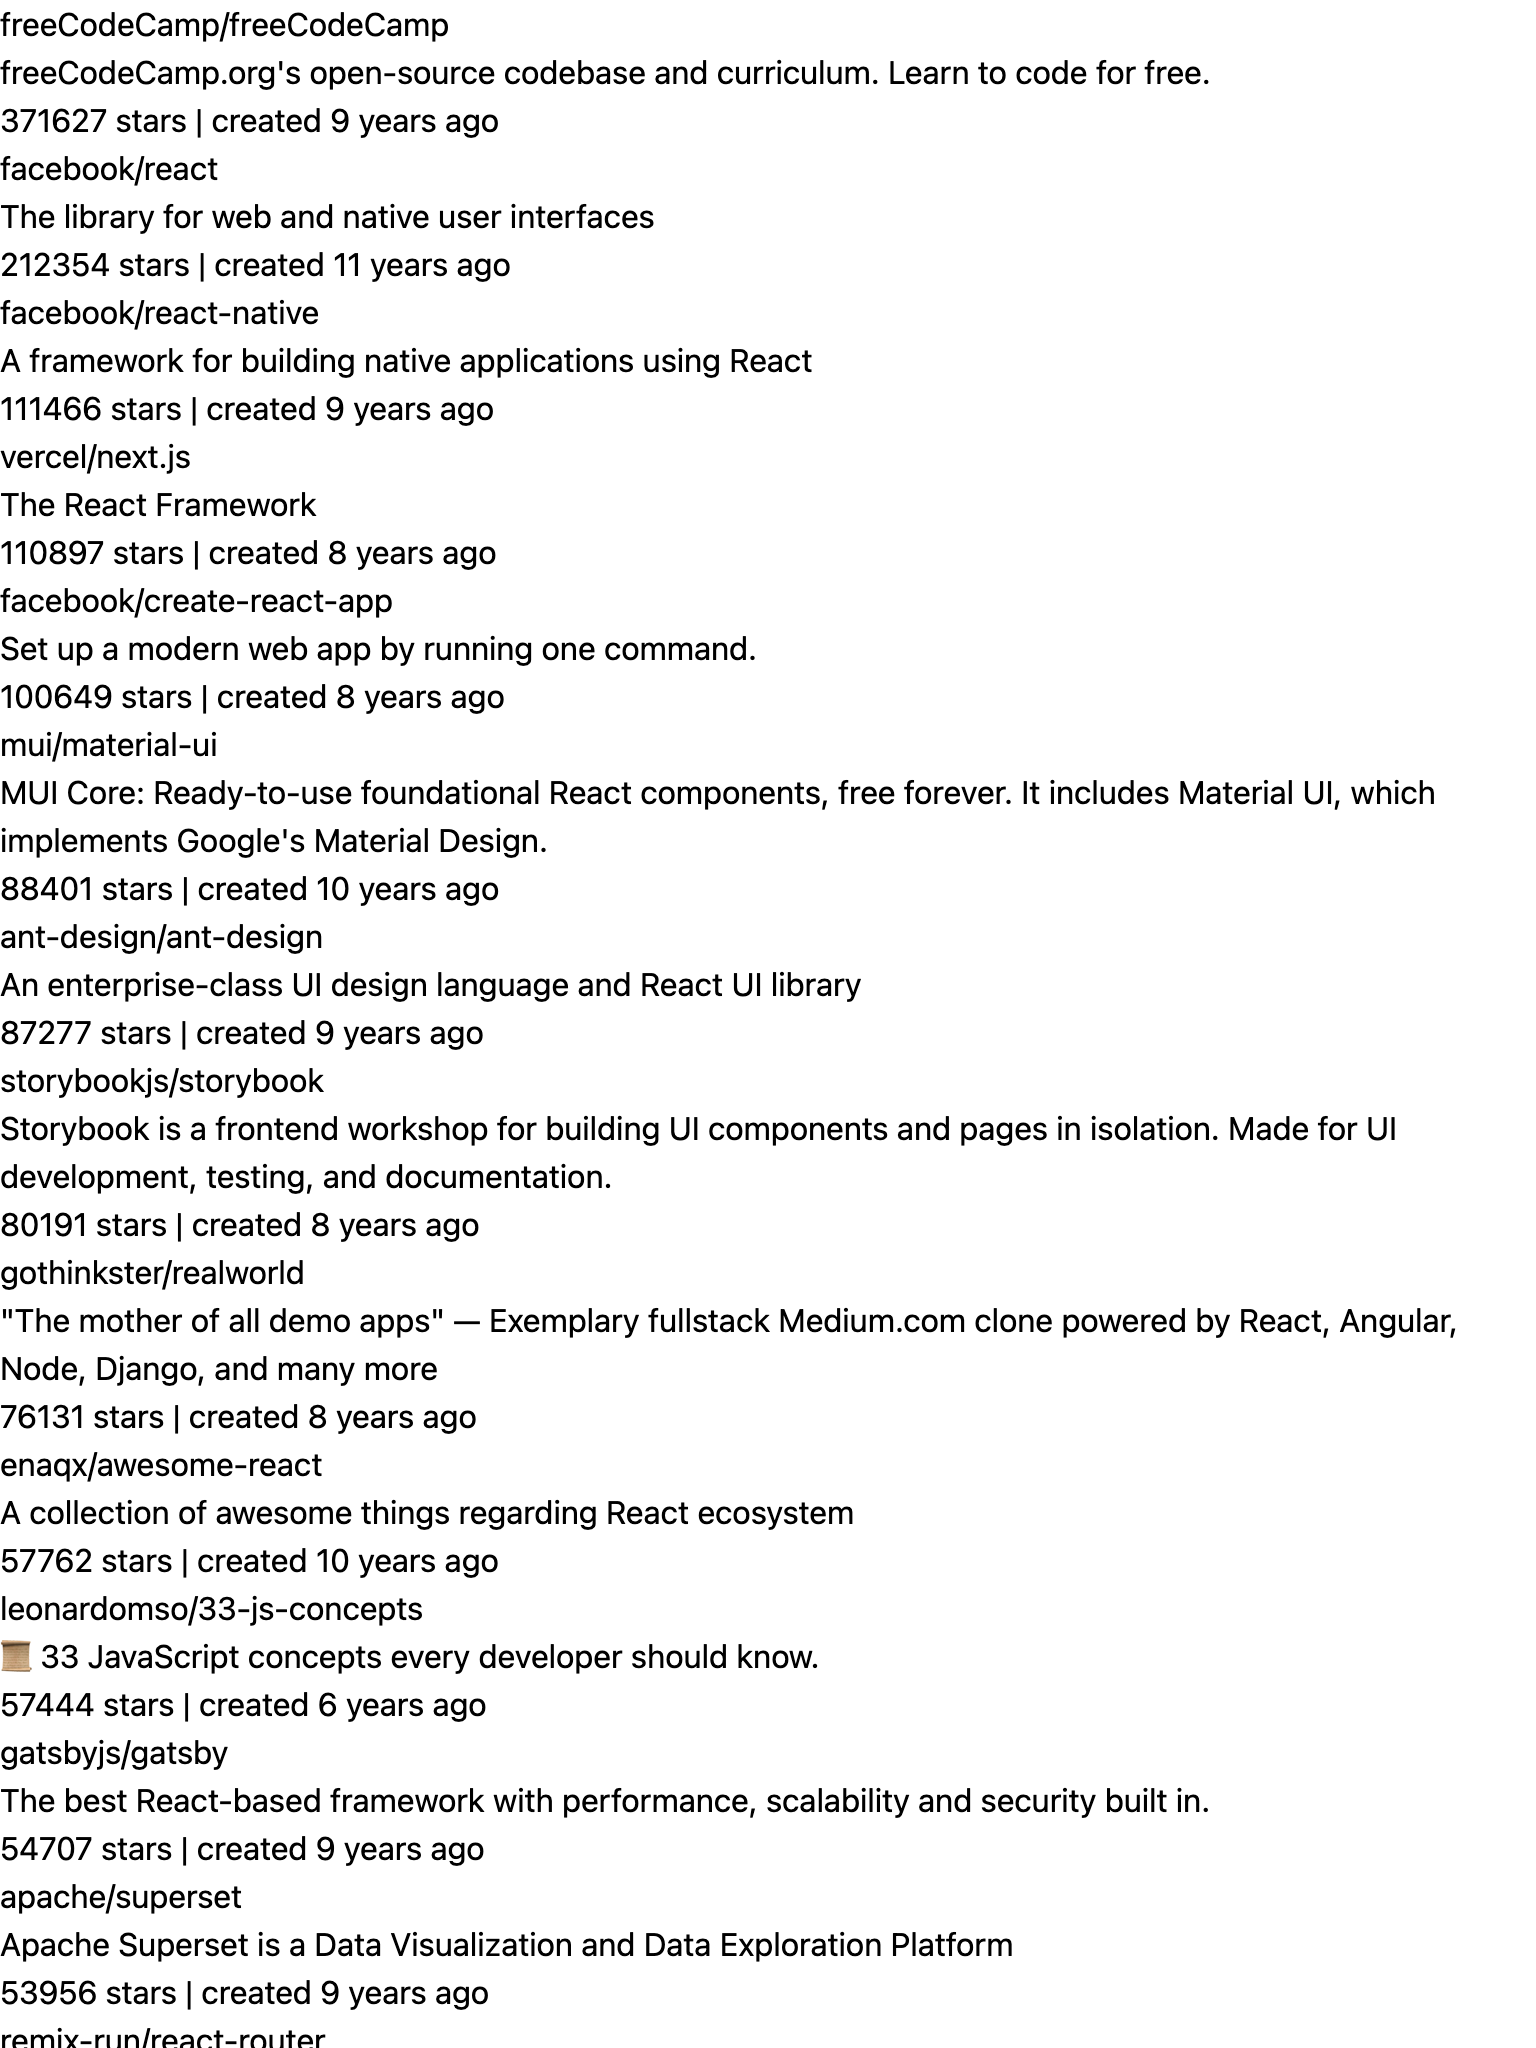 freeCodeCamp/freeCodeCamp
freeCodeCamp.org's open-source codebase and curriculum. Learn to code for free.
371627 stars | created 9 years ago
facebook/react
The library for web and native user interfaces
212354 stars | created 11 years ago
facebook/react-native
A framework for building native applications using React
111466 stars | created 9 years ago
vercel/next.js
The React Framework
110897 stars | created 8 years ago
facebook/create-react-app
Set up a modern web app by running one command.
100649 stars | created 8 years ago
mui/material-ui
MUI Core: Ready-to-use foundational React components, free forever. It includes Material UI, which
implements Google's Material Design.
88401 stars | created 10 years ago
ant-design/ant-design
An enterprise-class UI design language and React UI library
87277 stars | created 9 years ago
storybookjs/storybook
Storybook is a frontend workshop for building UI components and pages in isolation. Made for UI
development, testing, and documentation.
80191 stars | created 8 years ago
gothinkster/realworld
"The mother of all demo apps" — Exemplary fullstack Medium.com clone powered by React, Angular,
Node, Django, and many more
76131 stars | created 8 years ago
enaqx/awesome-react
A collection of awesome things regarding React ecosystem
57762 stars | created 10 years ago
leonardomso/33-js-concepts
📜 33 JavaScript concepts every developer should know.
57444 stars | created 6 years ago
gatsbyjs/gatsby
The best React-based framework with performance, scalability and security built in.
54707 stars | created 9 years ago
apache/superset
Apache Superset is a Data Visualization and Data Exploration Platform
53956 stars | created 9 years ago
remix-run/react-router